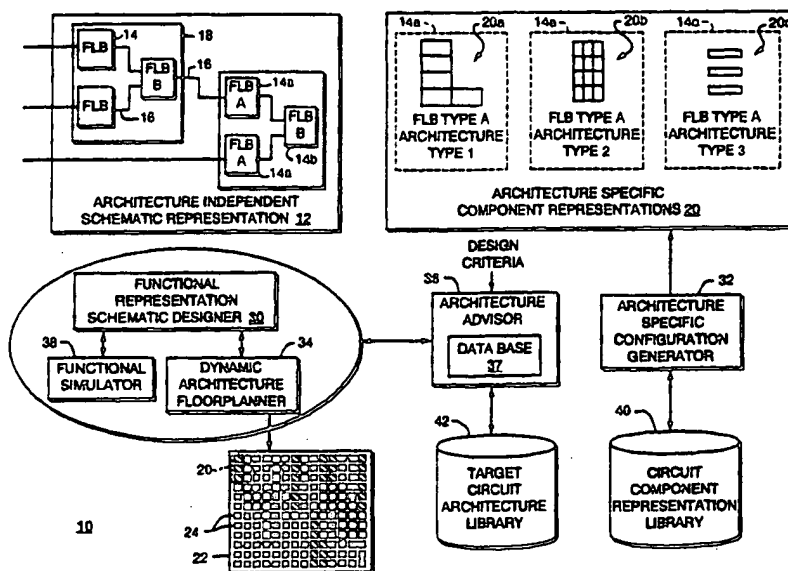 14
18
FLB
FLB
B
16
14a
FLB
A
FLB
16
FLB
B
FLB
A
14b
14a
ARCHITECTURE INDEPENDENT
SCHEMATIC REPRESENTATION 12
14a
20a
14a
20b
14a
FLB TYPE A
ARCHITECTURE
TYPE 1
FLB TYPE A
ARCHITECTURE
TYPE 2
FLB TYPE A
ARCHITECTURE
TYPE 3
ARCHITECTURE SPECIFIC
COMPONENT REPRESENTATIONS 20
FUNCTIONAL
REPRESENTATION
SCHEMATIC DESIGNER 30
38
FUNCTIONAL
SIMULATOR
34
DYNAMIC
ARCHITECTURE
FLOORPLANNER
DESIGN
CRITERIA
ARCHITECTURE
ADVISOR
DATA BASE
37
32
ARCHITECTURE
SPECIFIC
CONFIGURATION
GENERATOR
42
TARGET
CIRCUIT
ARCHITECTURE
LIBRARY
40
CIRCUIT
COMPONENT
REPRESENTATION
LIBRARY
20
24
22
10